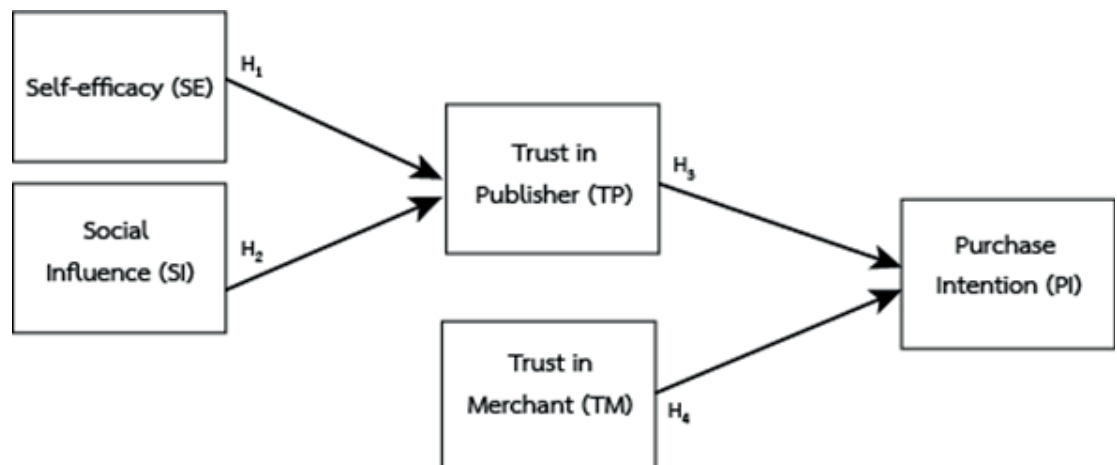 Self-efficacy (SE)
H₁
Social
Influence (SI)
H₂
Trust in
Publisher (TP)
H₃
Trust in
Merchant (TM)
H₄
Purchase
Intention (PI)